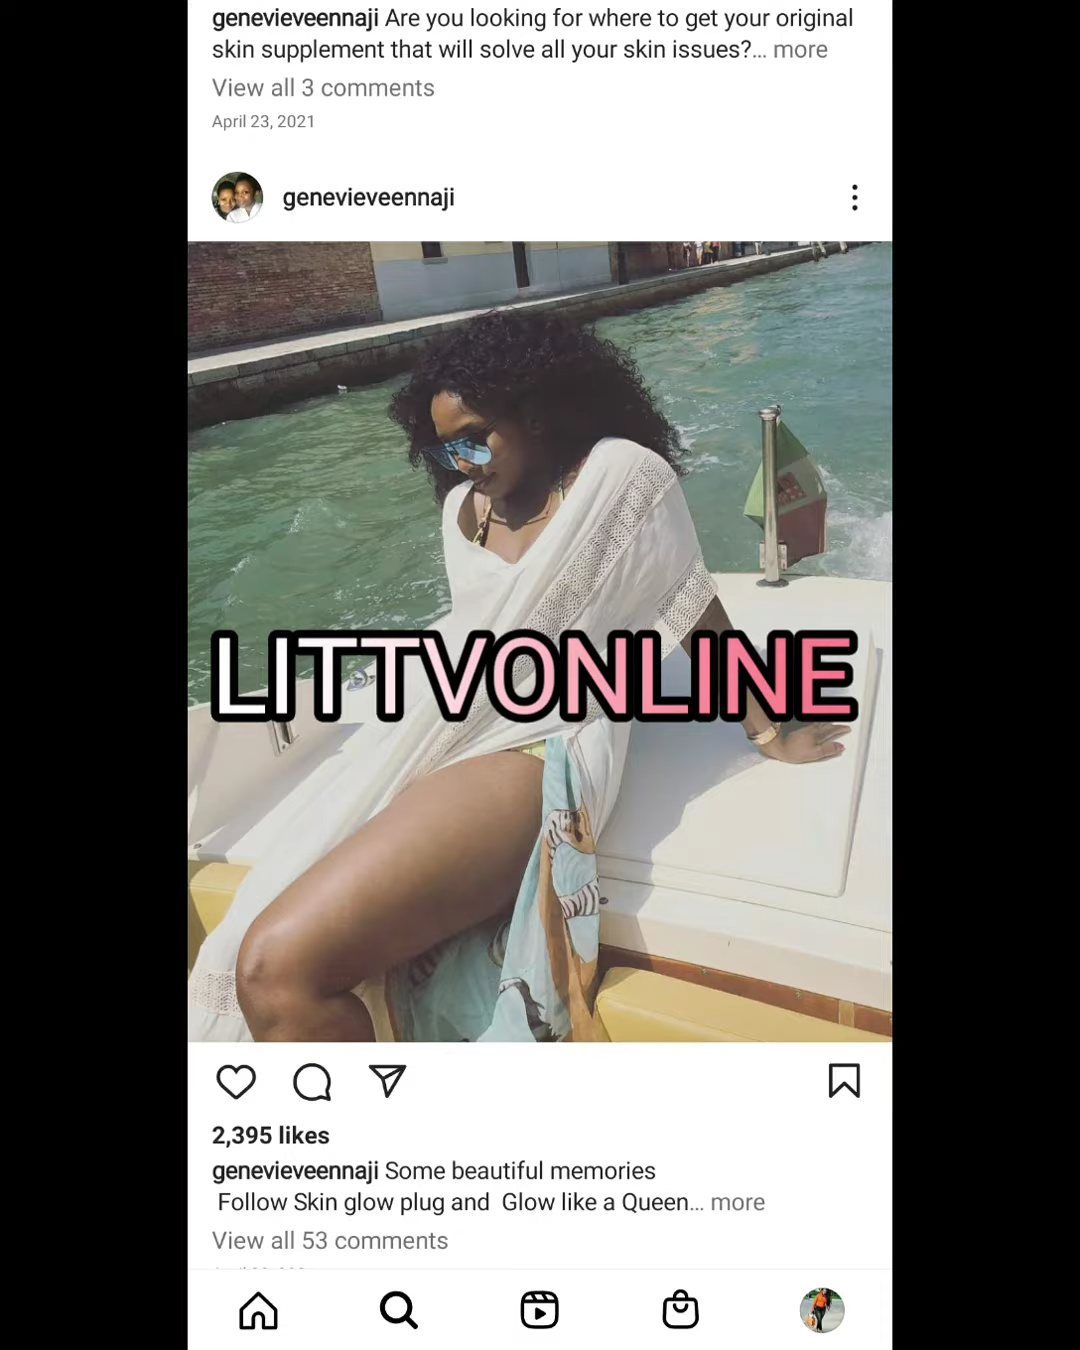 genevieveennaji Are you looking for where to get your original
skin supplement that will solve all your skin issues?... more
View all 3 comments
April 23, 2021
genevieveennaji
LITTVONLINE
2,395 likes
genevieveennaji Some beautiful memories
Follow Skin glow plug and Glow like a Queen... more
View all 53 comments